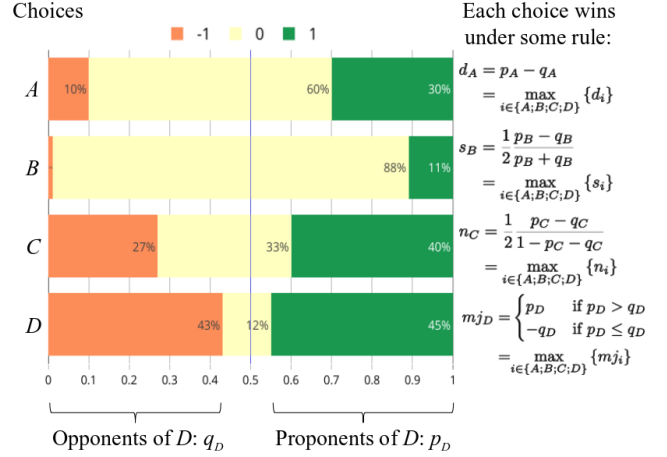 Choices
Each choice wins
under some rule:
-1 0 1
A
10% 60% 30%
d_A = p_A − q_A
= max_{i∈{A;B;C;D}} {d_i}
B
88% 11%
s_B = \frac{1}{2} \frac{p_B − q_B}{p_B + q_B}
= max_{i∈{A;B;C;D}} {s_i}
C
27% 33% 40%
n_C = \frac{1}{2} \frac{p_C − q_C}{1 − p_C − q_C}
= max_{i∈{A;B;C;D}} {n_i}
D
43% 12% 45%
mj_D = { p_D if p_D > q_D
−q_D if p_D ≤ q_D
= max_{i∈{A;B;C;D}} {mj_i}
0 0.1 0.2 0.3 0.4 0.5 0.6 0.7 0.8 0.9 1
Opponents of D: q_D Proponents of D: p_D